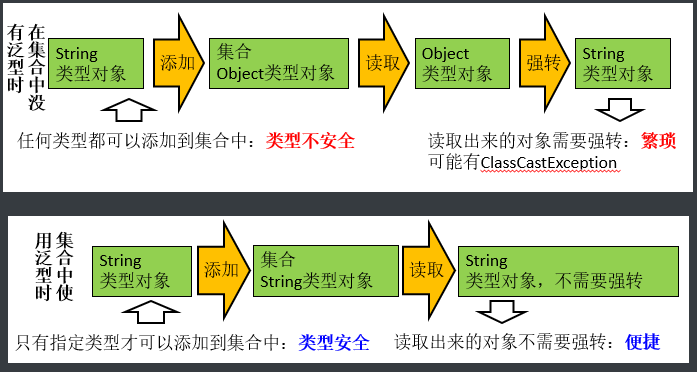 在集合中没
有泛型时
String
类型对象
添加
集合
Object类型对象
读取
Object
类型对象
强转
String
类型对象
任何类型都可以添加到集合中：类型不安全
读取出来的对象需要强转：繁琐
可能有ClassCastException
集合中使
用泛型时
String
类型对象
添加
集合
String类型对象
读取
String
类型对象，不需要强转
只有指定类型才可以添加到集合中：类型安全
读取出来的对象不需要强转：便捷